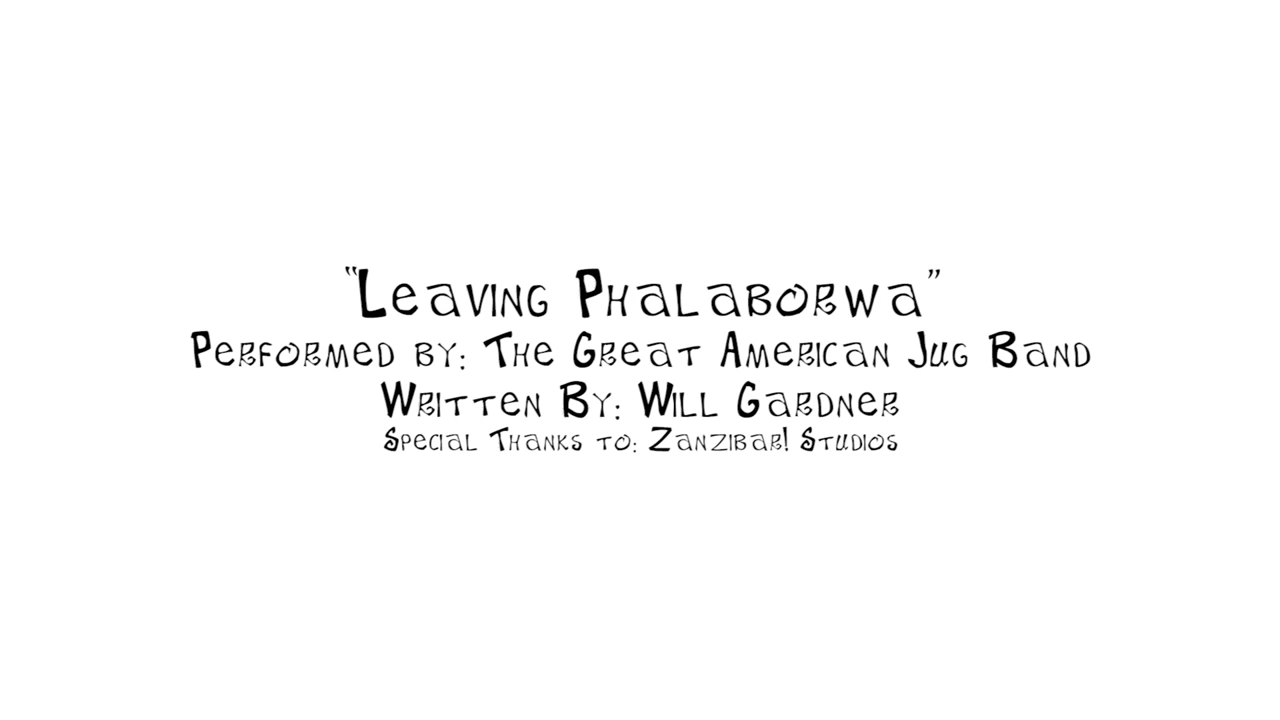 "Leaving Phalaborwa"
Performed by: The Great American Jug Band
Written By: Will Gardner
Special Thanks to: Zanzibar! Studios